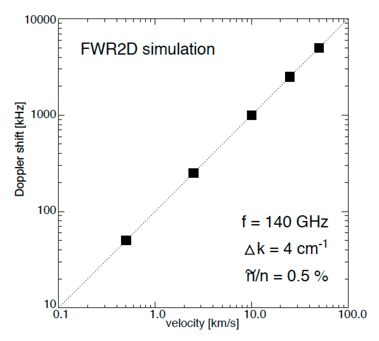 10000
FWR2D simulation
1000
Doppler shift [kHz]
100
f = 140 GHz
Δk = 4 cm⁻¹
ñ/n = 0.5 %
10
0.1 1.0 10.0 100.0
velocity [km/s]